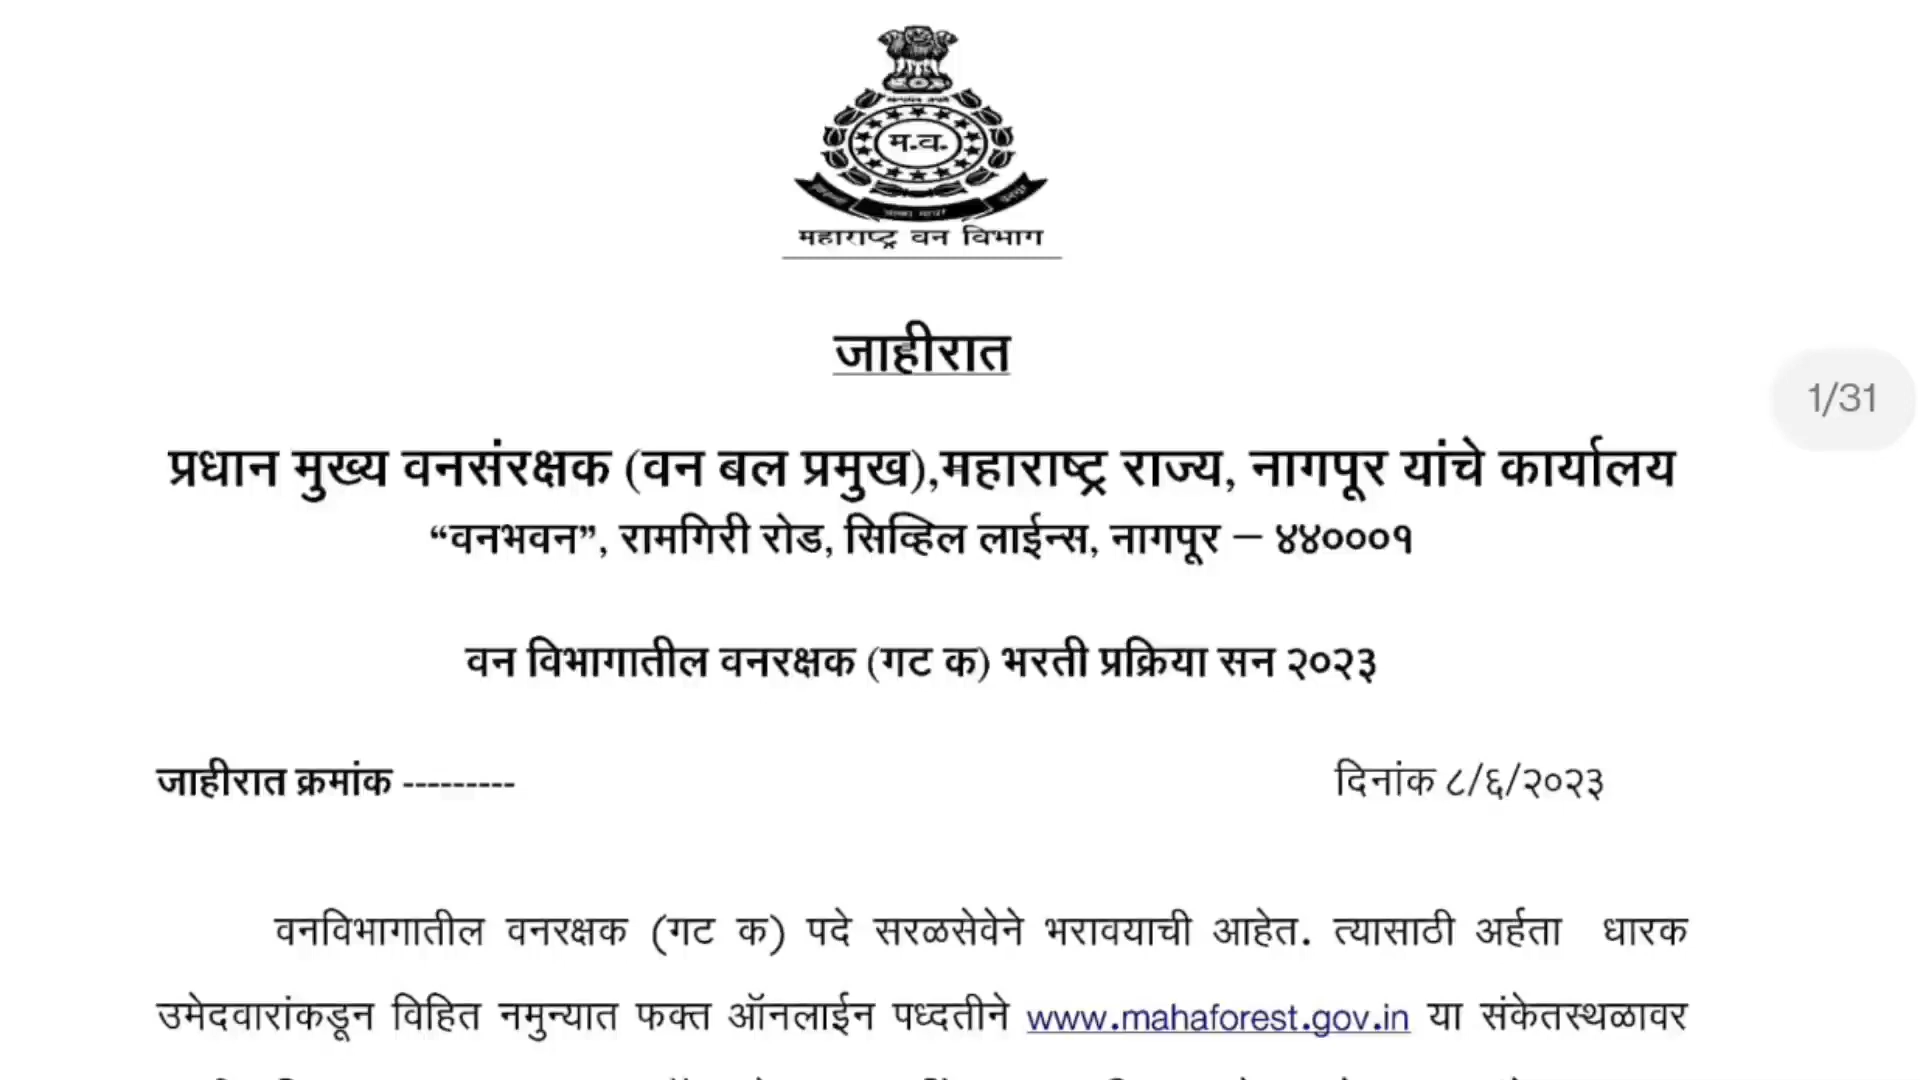 म.व.
महाराष्ट्र वन विभाग
जाहीरात
1/31
प्रधान मुख्य वनसंरक्षक (वन बल प्रमुख),महाराष्ट्र राज्य, नागपूर यांचे कार्यालय
“वनभवन”, रामगिरी रोड, सिव्हिल लाईन्स, नागपूर – ४४०००१
वन विभागातील वनरक्षक (गट क) भरती प्रक्रिया सन २०२३
जाहीरात क्रमांक --------- दिनांक ८/६/२०२३
वनविभागातील वनरक्षक (गट क) पदे सरळसेवेने भरावयाची आहेत. त्यासाठी अर्हता धारक
उमेदवारांकडून विहित नमुन्यात फक्त ऑनलाईन पध्दतीने www.mahaforest.gov.in या संकेतस्थळावर